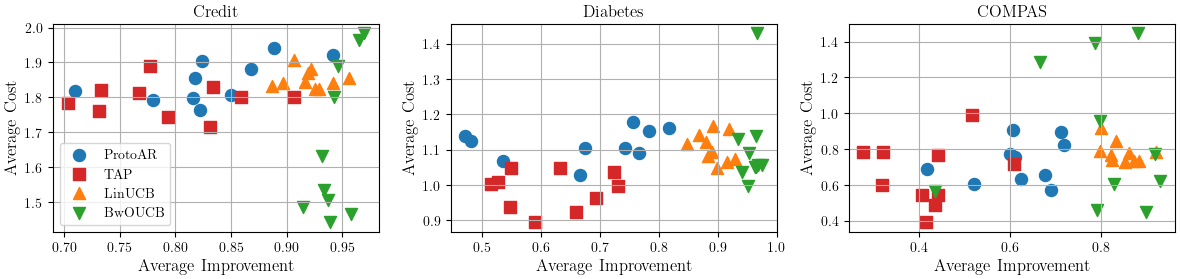 Credit
Average Cost
2.0
1.9
1.8
1.7
1.6
1.5
ProtoAR
TAP
LinUCB
BwOUCB
0.70 0.75 0.80 0.85 0.90 0.95
Average Improvement
Diabetes
Average Cost
1.4
1.3
1.2
1.1
1.0
0.9
0.5 0.6 0.7 0.8 0.9 1.0
Average Improvement
COMPAS
Average Cost
1.4
1.2
1.0
0.8
0.6
0.4
0.4 0.6 0.8
Average Improvement